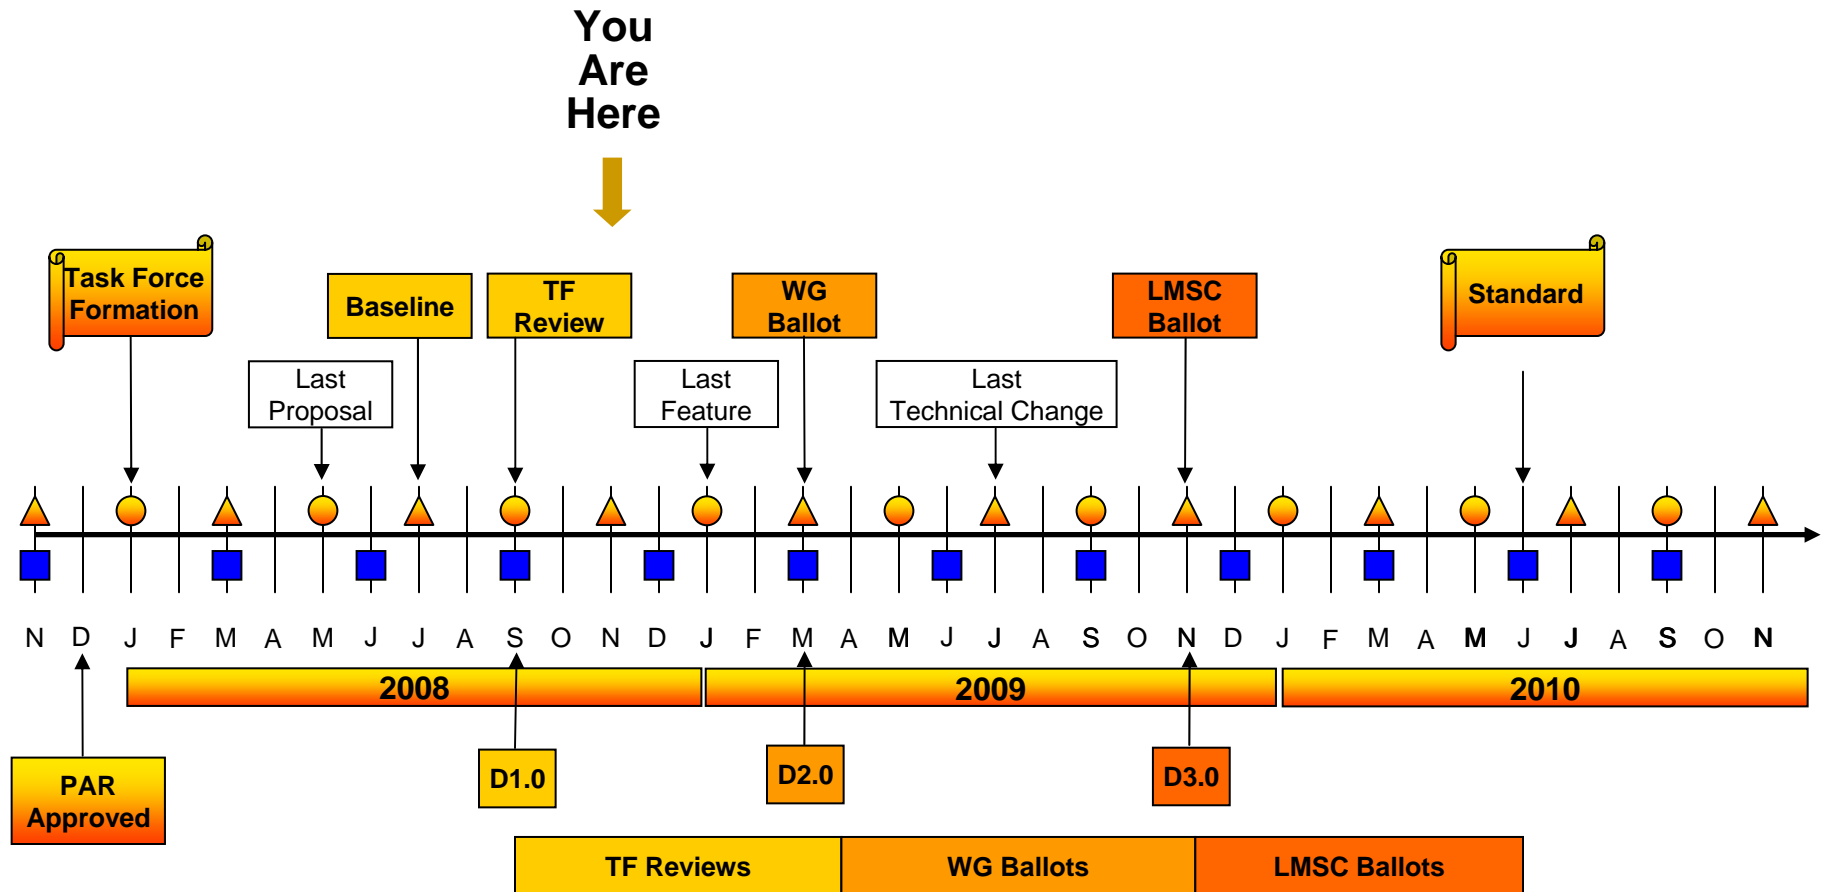 You
Are
Here
Task Force
Formation
Baseline
TF
Review
WG
Ballot
LMSC
Ballot
Standard
Last
Proposal
Last
Feature
Last
Technical Change
N D J F M A M J J A S O N D J F M A M J J A S O N D J F M A M J J A S O N
2008 2009 2010
PAR
Approved
D1.0
D2.0
D3.0
TF Reviews WG Ballots LMSC Ballots